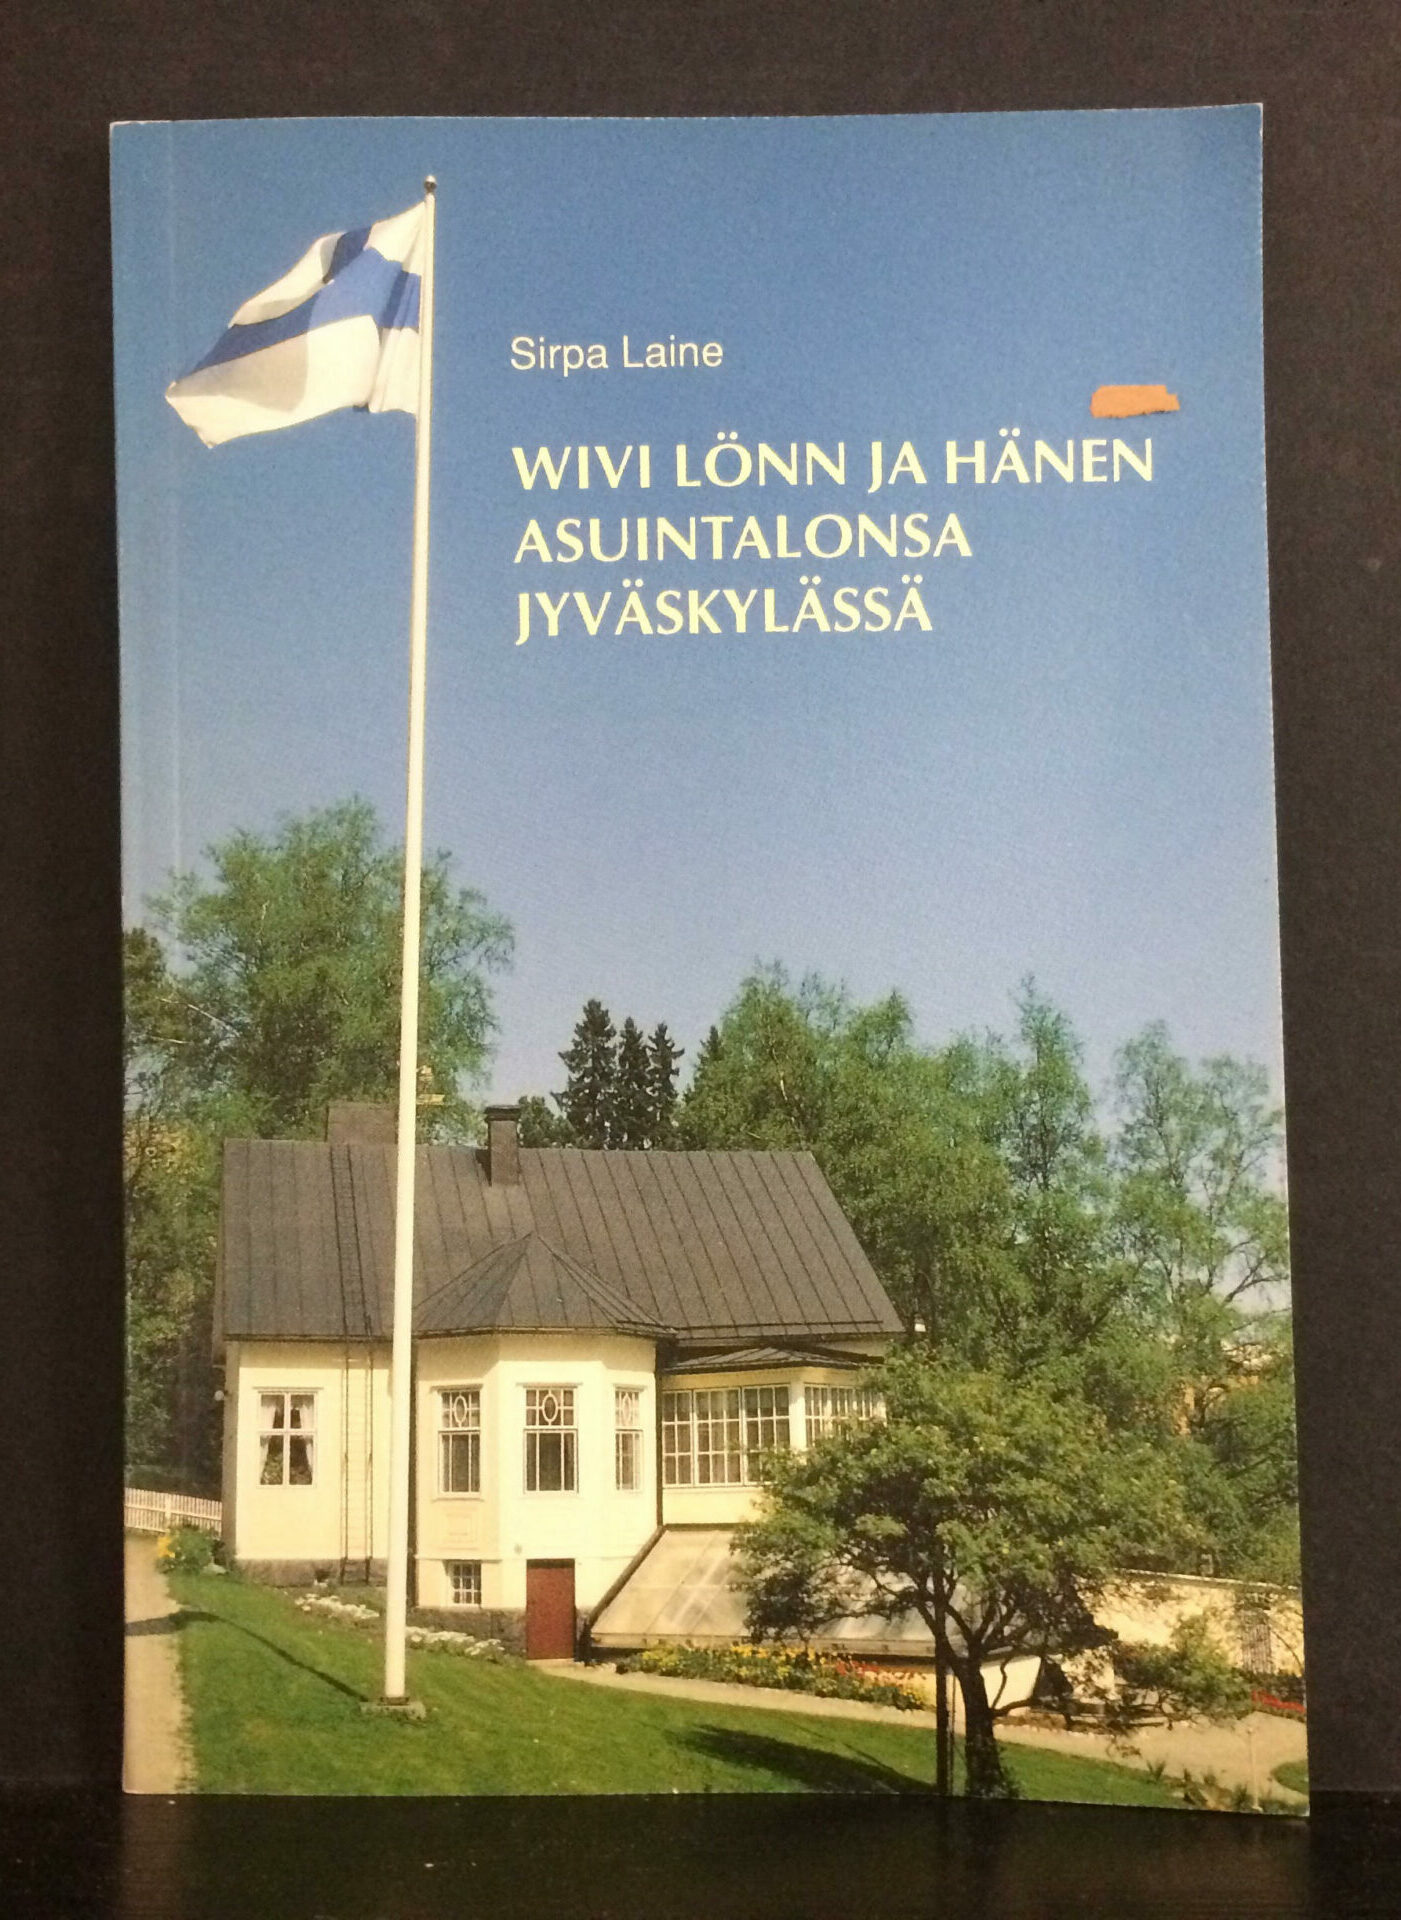 Sirpa Laine
WIVI LÖNN JA HÄNEN
ASUINTALONSA
JYVÄSKYLÄSSÄ